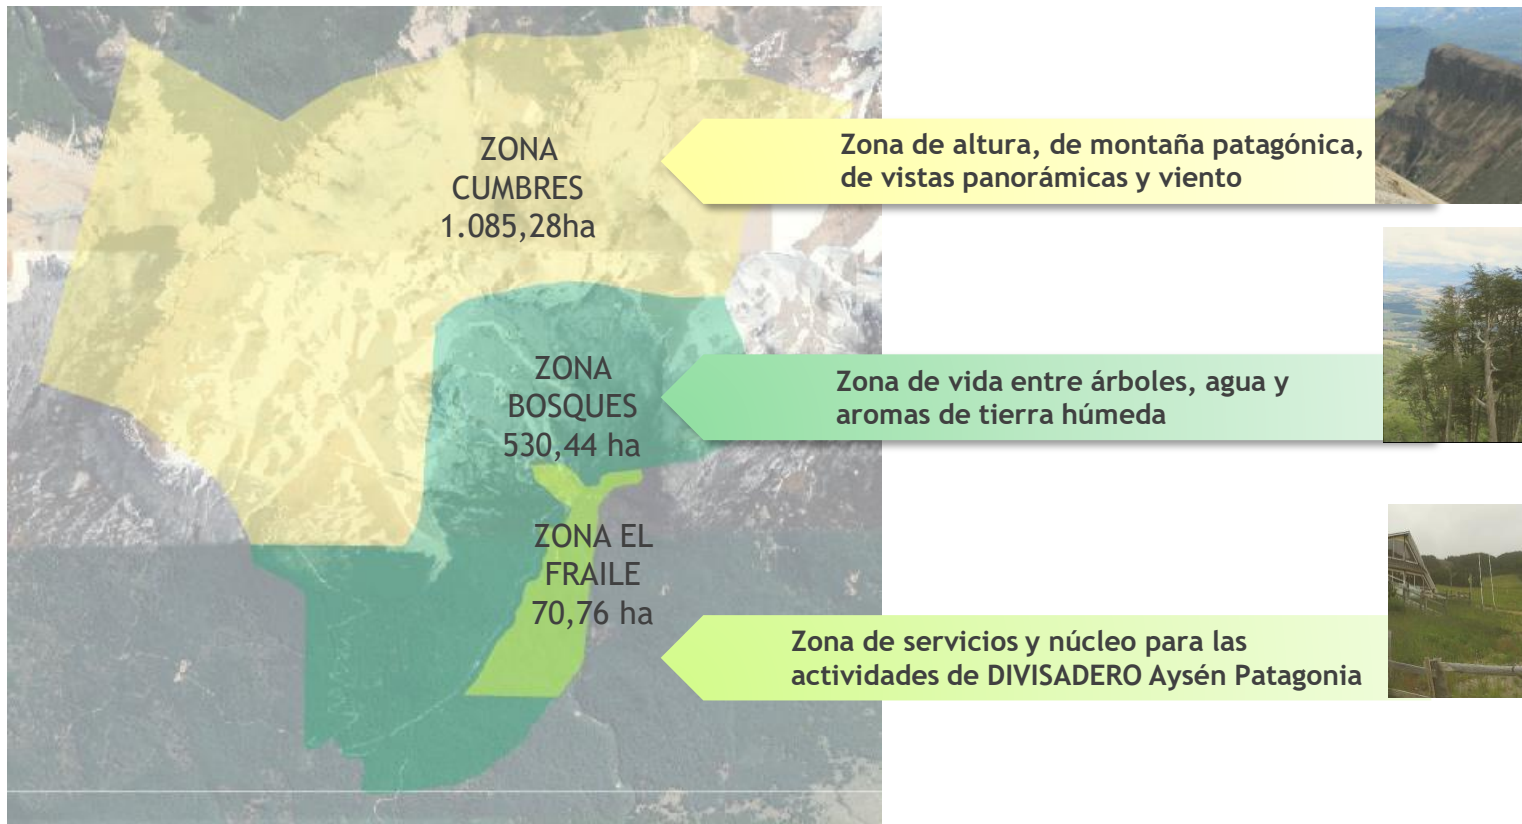 ZONA
CUMBRES
1.085,28ha
Zona de altura, de montaña patagónica,
de vistas panorámicas y viento
ZONA
BOSQUES
530,44 ha
Zona de vida entre árboles, agua y
aromas de tierra húmeda
ZONA EL
FRAILE
70,76 ha
Zona de servicios y núcleo para las
actividades de DIVISADERO Aysén Patagonia